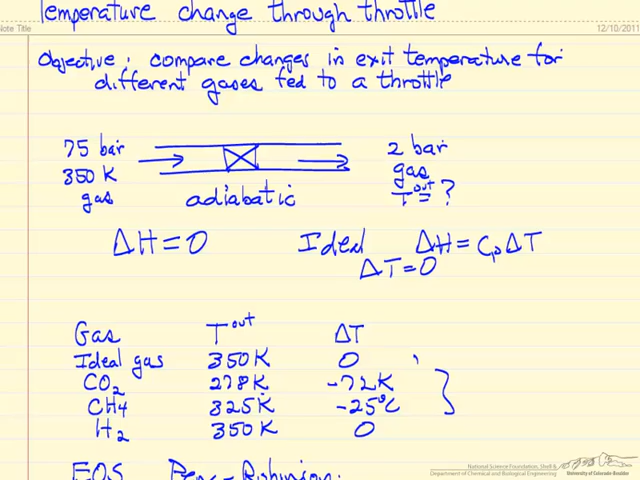 Temperature change through throttle
Note Title
12/10/2011
Objective: compare changes in exit temperature for
different gases fed to a throttle
75 bar
350 K
gas
adiabatic
2 bar
gas
T^out = ?
ΔH = 0
Ideal ΔH = Cp ΔT
ΔT = 0
Gas T^out ΔT
Ideal gas 350 K 0
CO2 278 K -72 K
CH4 325 K -25°C
H2 350 K 0
EOS Peng-Robinson
National Science Foundation, Shell &
Department of Chemical and Biological Engineering
University of Colorado Boulder